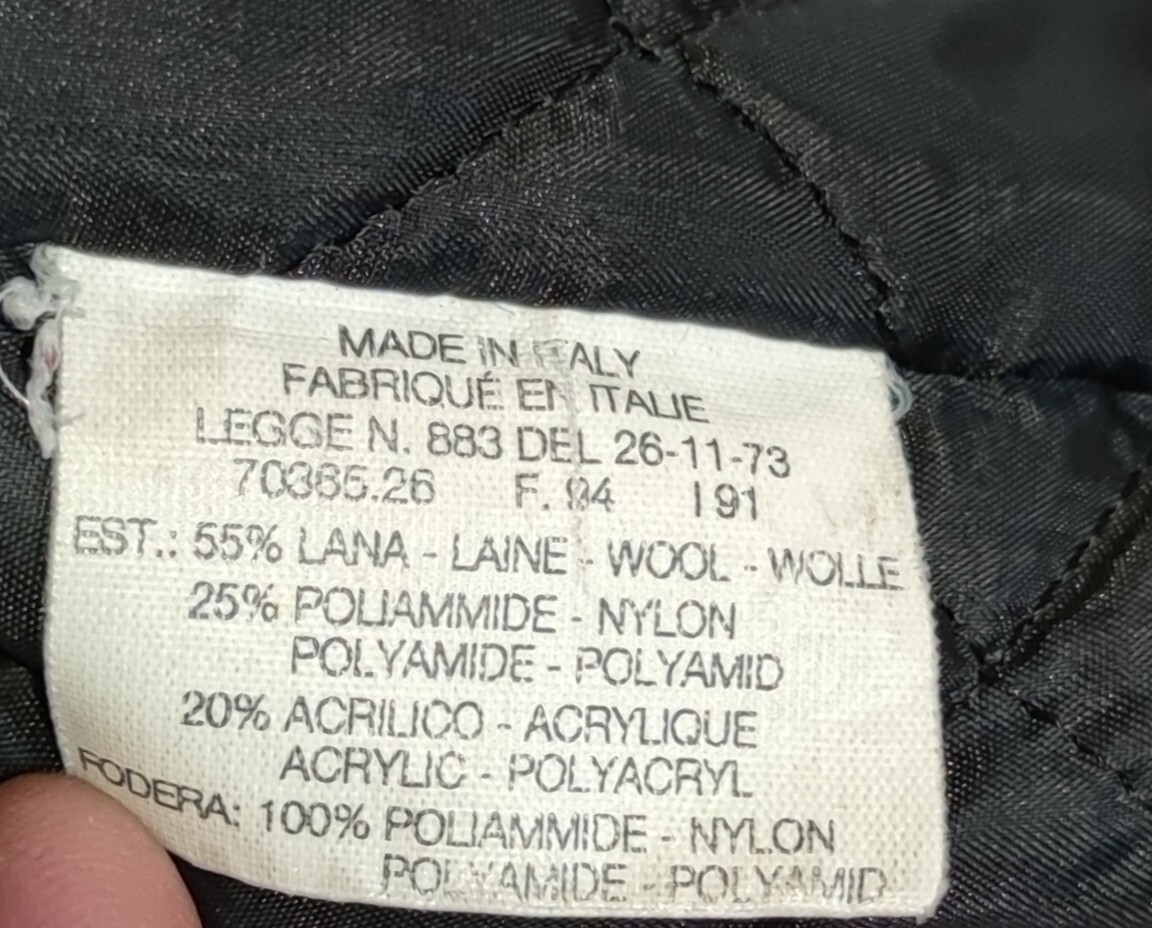 MADE IN ITALY
FABRIQUÉ EN ITALIE
LEGGE N. 883 DEL 26-11-73
70365.26 F. 94 I 91
EST.: 55% LANA - LAINE - WOOL - WOLLE
25% POLIAMMIDE - NYLON
POLYAMIDE - POLYAMID
20% ACRILICO - ACRYLIQUE
ACRYLIC - POLYACRYL
FODERA: 100% POLIAMMIDE - NYLON
POLYAMIDE - POLYAMID